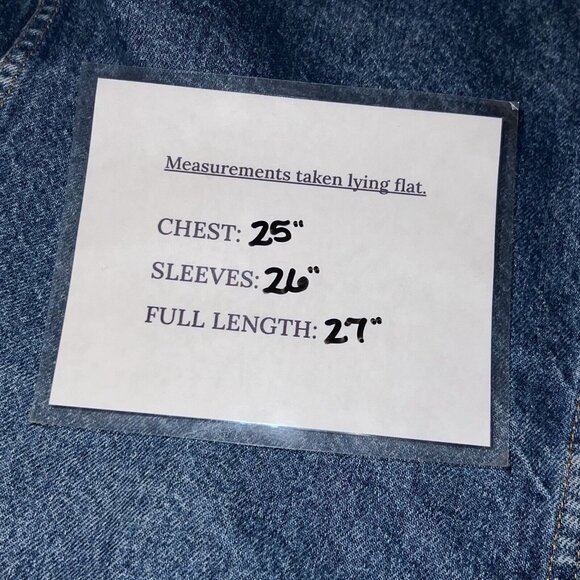 Measurements taken lying flat.
CHEST: 25"
SLEEVES: 26"
FULL LENGTH: 27"